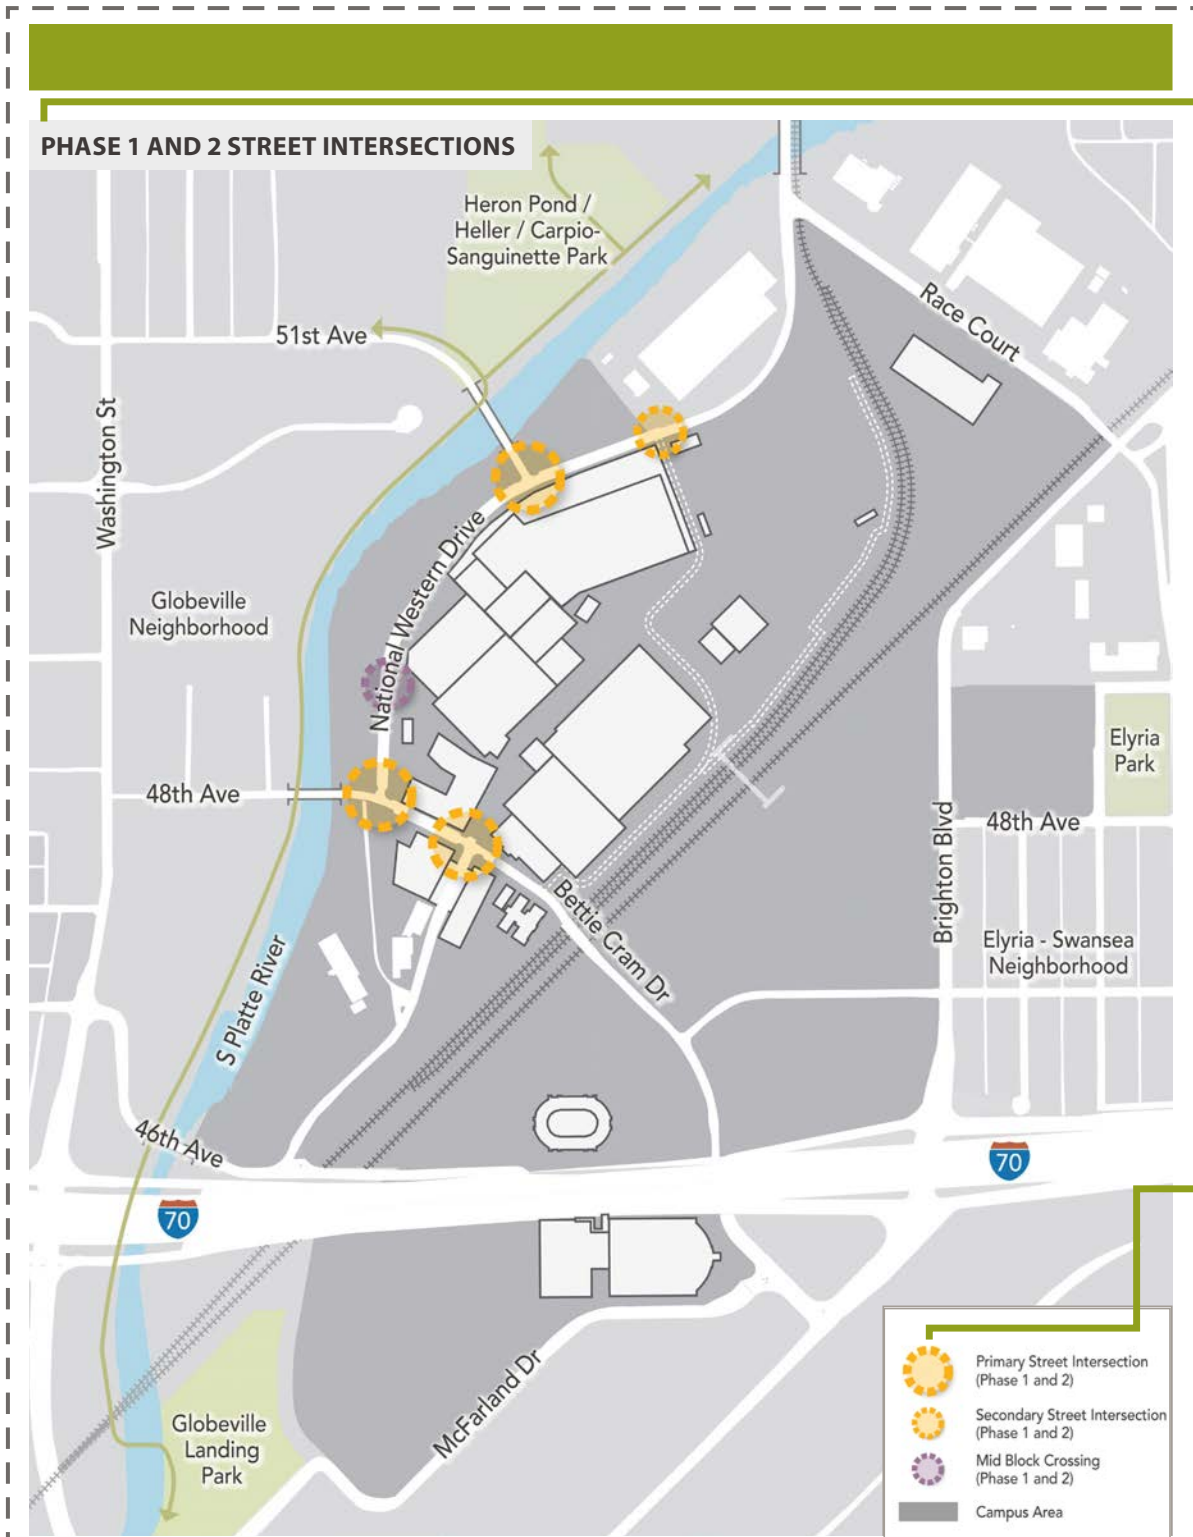 PHASE 1 AND 2 STREET INTERSECTIONS
Heron Pond /
Heller / Carpio-
Sanguinette Park
51st Ave
Race Court
Washington St
National Western Drive
Globeville
Neighborhood
48th Ave
Elyria
Park
48th Ave
Brighton Blvd
Bettie Cram Dr
Elyria - Swansea
Neighborhood
S Platte River
46th Ave
70
70
McFarland Dr
Globeville
Landing
Park
Primary Street Intersection
(Phase 1 and 2)
Secondary Street Intersection
(Phase 1 and 2)
Mid Block Crossing
(Phase 1 and 2)
Campus Area